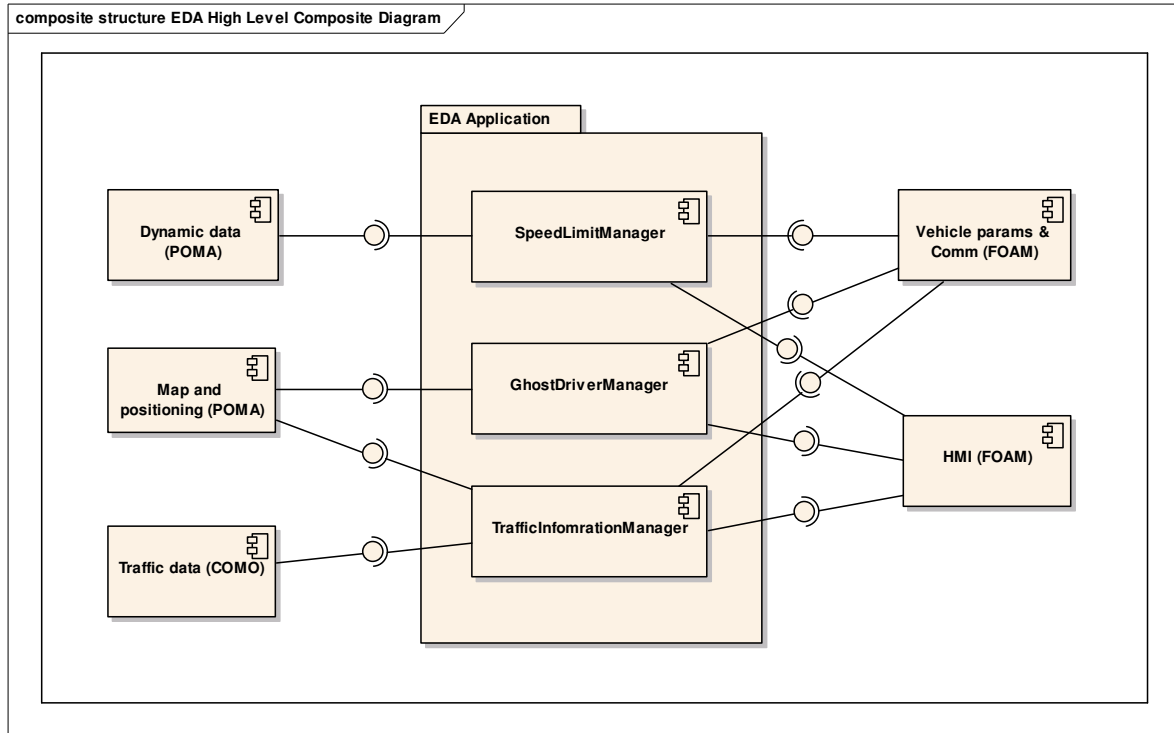 composite structure EDA High Level Composite Diagram
EDA Application
Dynamic data
(POMA)
SpeedLimitManager
Vehicle params &
Comm (FOAM)
Map and
positioning (POMA)
GhostDriverManager
HMI (FOAM)
TrafficInfomrationManager
Traffic data (COMO)